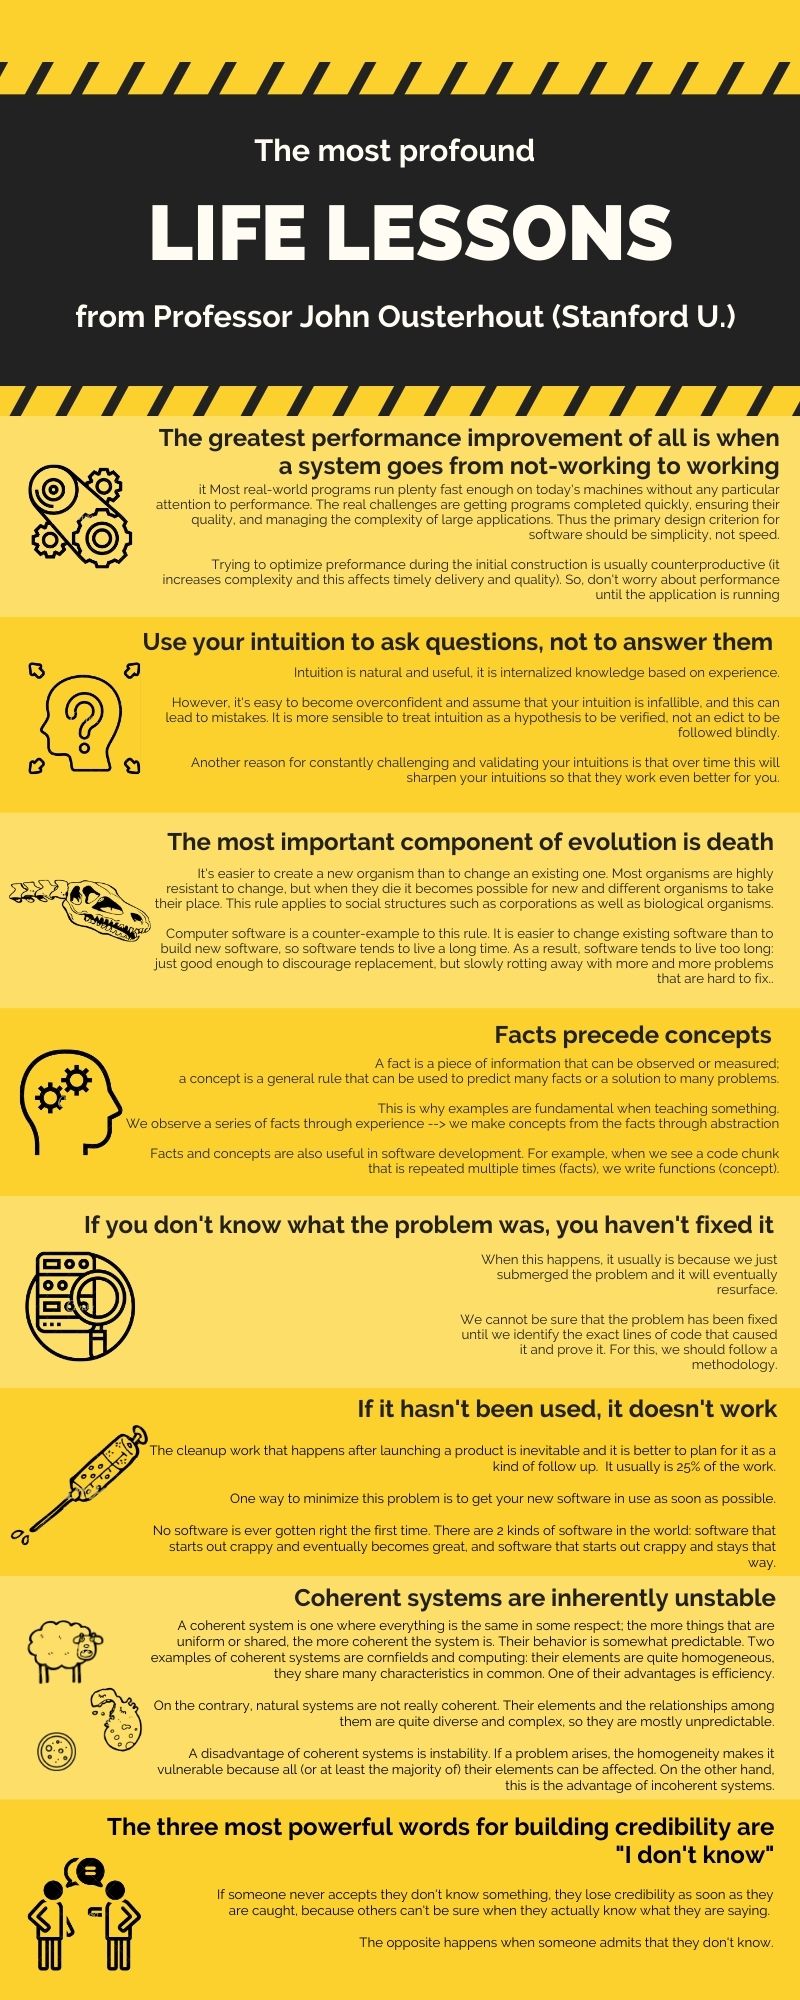 The most profound
LIFE LESSONS
from Professor John Ousterhout (Stanford U.)
The greatest performance improvement of all is when
a system goes from not-working to working
it Most real-world programs run plenty fast enough on today's machines without any particular
attention to performance. The real challenges are getting programs completed quickly, ensuring their
quality, and managing the complexity of large applications. Thus the primary design criterion for
software should be simplicity, not speed.
Trying to optimize preformance during the initial construction is usually counterproductive (it
increases complexity and this affects timely delivery and quality). So, don't worry about performance
until the application is running
Use your intuition to ask questions, not to answer them
Intuition is natural and useful, it is internalized knowledge based on experience.
However, it's easy to become overconfident and assume that your intuition is infallible, and this can
lead to mistakes. It is more sensible to treat intuition as a hypothesis to be verified, not an edict to be
followed blindly.
Another reason for constantly challenging and validating your intuitions is that over time this will
sharpen your intuitions so that they work even better for you.
The most important component of evolution is death
It's easier to create a new organism than to change an existing one. Most organisms are highly
resistant to change, but when they die it becomes possible for new and different organisms to take
their place. This rule applies to social structures such as corporations as well as biological organisms.
Computer software is a counter-example to this rule. It is easier to change existing software than to
build new software, so software tends to live a long time. As a result, software tends to live too long:
just good enough to discourage replacement, but slowly rotting away with more and more problems
that are hard to fix..
Facts precede concepts
A fact is a piece of information that can be observed or measured;
a concept is a general rule that can be used to predict many facts or a solution to many problems.
This is why examples are fundamental when teaching something.
We observe a series of facts through experience --> we make concepts from the facts through abstraction
Facts and concepts are also useful in software development. For example, when we see a code chunk
that is repeated multiple times (facts), we write functions (concept).
If you don't know what the problem was, you haven't fixed it
When this happens, it usually is because we just
submerged the problem and it will eventually
resurface.
We cannot be sure that the problem has been fixed
until we identify the exact lines of code that caused
it and prove it. For this, we should follow a
methodology.
If it hasn't been used, it doesn't work
The cleanup work that happens after launching a product is inevitable and it is better to plan for it as a
kind of follow up. It usually is 25% of the work.
One way to minimize this problem is to get your new software in use as soon as possible.
No software is ever gotten right the first time. There are 2 kinds of software in the world: software that
starts out crappy and eventually becomes great, and software that starts out crappy and stays that
way.
Coherent systems are inherently unstable
A coherent system is one where everything is the same in some respect; the more things that are
uniform or shared, the more coherent the system is. Their behavior is somewhat predictable. Two
examples of coherent systems are cornfields and computing: their elements are quite homogeneous,
they share many characteristics in common. One of their advantages is efficiency.
On the contrary, natural systems are not really coherent. Their elements and the relationships among
them are quite diverse and complex, so they are mostly unpredictable.
A disadvantage of coherent systems is instability. If a problem arises, the homogeneity makes it
vulnerable because all (or at least the majority of) their elements can be affected. On the other hand,
this is the advantage of incoherent systems.
The three most powerful words for building credibility are
"I don't know"
If someone never accepts they don't know something, they lose credibility as soon as they
are caught, because others can't be sure when they actually know what they are saying.
The opposite happens when someone admits that they don't know.